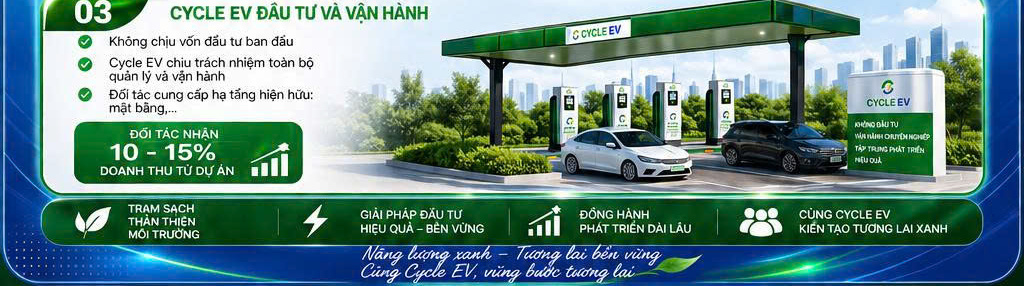 03
CYCLE EV ĐẦU TƯ VÀ VẬN HÀNH
Không chịu vốn đầu tư ban đầu
Cycle EV chịu trách nhiệm toàn bộ
quản lý và vận hành
Đối tác cung cấp hạ tầng hiện hữu:
mặt bằng,...
ĐỐI TÁC NHẬN
10 – 15%
DOANH THU TỪ DỰ ÁN
CYCLE EV
CYCLE EV
KHÔNG ĐẦU TƯ
VẬN HÀNH CHUYÊN NGHIỆP
TẬP TRUNG PHÁT TRIỂN
HIỆU QUẢ
TRẠM SẠCH
THÂN THIỆN
MÔI TRƯỜNG
GIẢI PHÁP ĐẦU TƯ
HIỆU QUẢ – BỀN VỮNG
ĐỒNG HÀNH
PHÁT TRIỂN DÀI LÂU
CÙNG CYCLE EV
KIẾN TẠO TƯƠNG LAI XANH
Năng lượng xanh – Tương lai bền vững
Cùng Cycle EV, vững bước tương lai